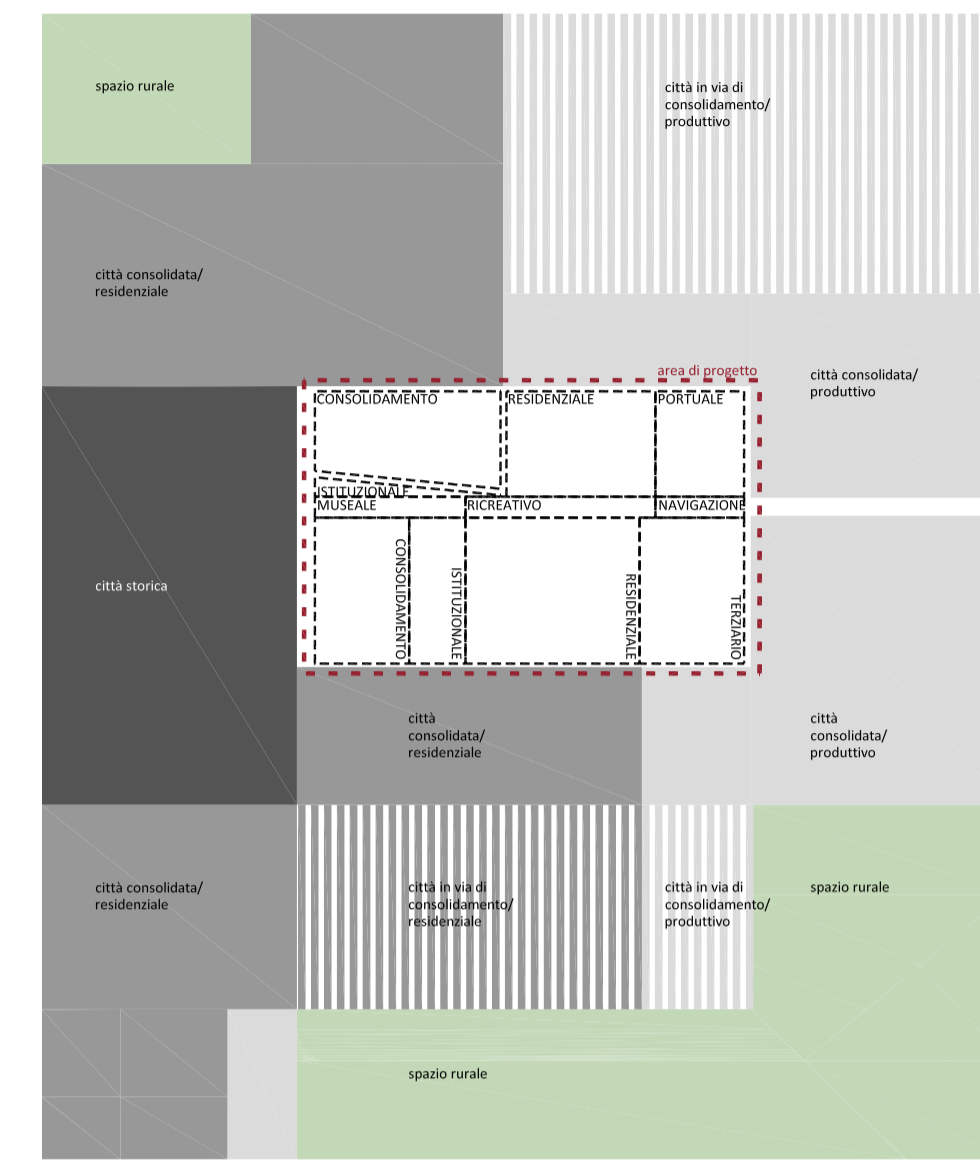 spazio rurale
città in via di
consolidamento/
produttivo
città consolidata/
residenziale
area di progetto
città consolidata/
produttivo
CONSOLIDAMENTO
RESIDENZIALE
PORTUALE
ISTITUZIONALE
MUSEALE
RICREATIVO
NAVIGAZIONE
CONSOLIDAMENTO
ISTITUZIONALE
RESIDENZIALE
TERZIARIO
città storica
città
consolidata/
residenziale
città
consolidata/
produttivo
città consolidata/
residenziale
città in via di
consolidamento/
residenziale
città in via di
consolidamento/
produttivo
spazio rurale
spazio rurale